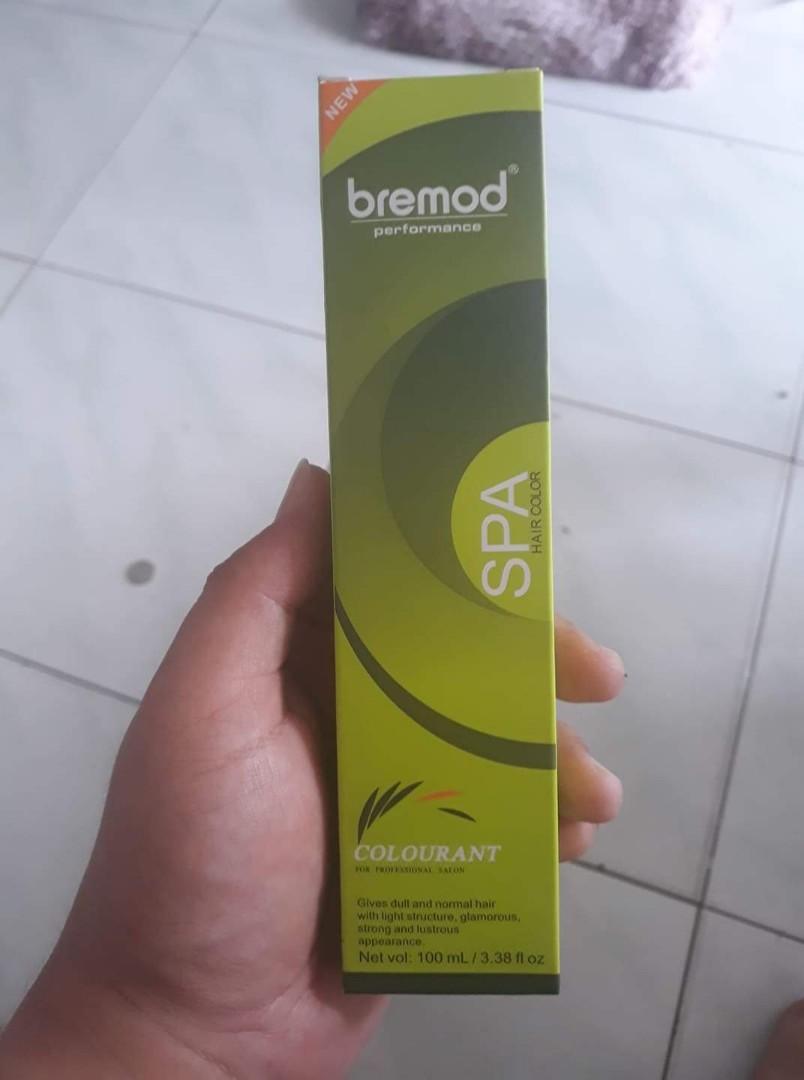 NEW
bremod®
performance
SPA
HAIR COLOR
COLOURANT
FOR PROFESSIONAL SALON
Gives dull and normal hair
with light structure, glamorous,
strong and lustrous
appearance.
Net vol: 100 mL / 3.38 fl oz